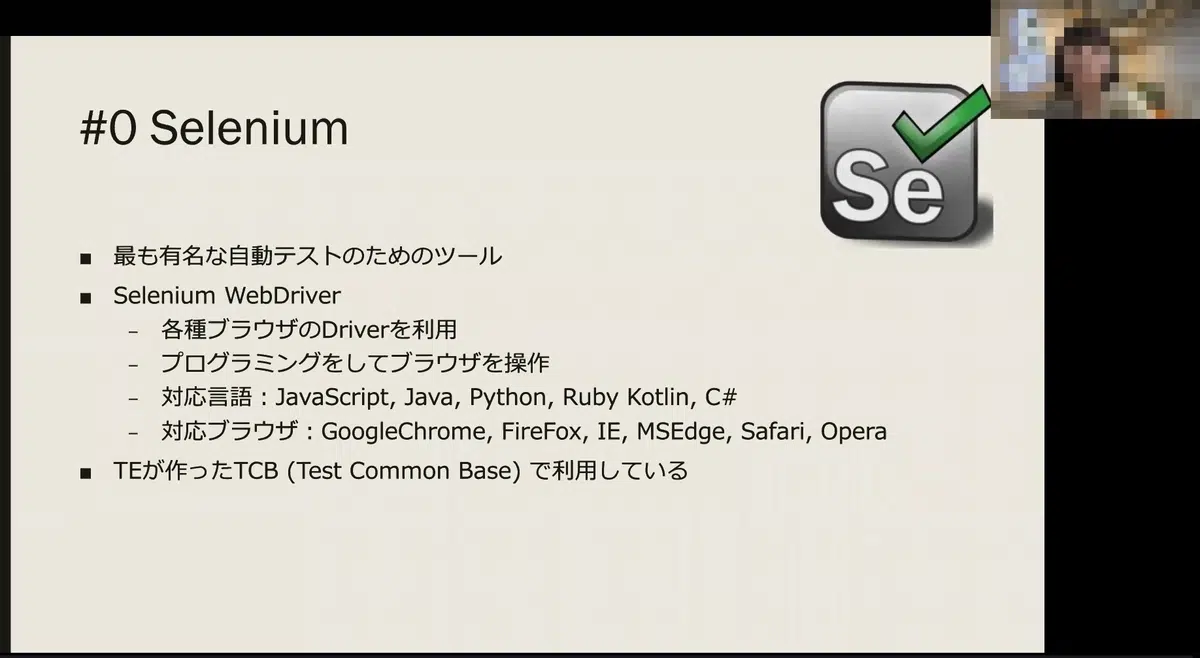 #0 Selenium
Se
■ 最も有名な自動テストのためのツール
■ Selenium WebDriver
– 各種ブラウザのDriverを利用
– プログラミングをしてブラウザを操作
– 対応言語：JavaScript, Java, Python, Ruby Kotlin, C#
– 対応ブラウザ：GoogleChrome, FireFox, IE, MSEdge, Safari, Opera
■ TEが作ったTCB (Test Common Base) で利用している